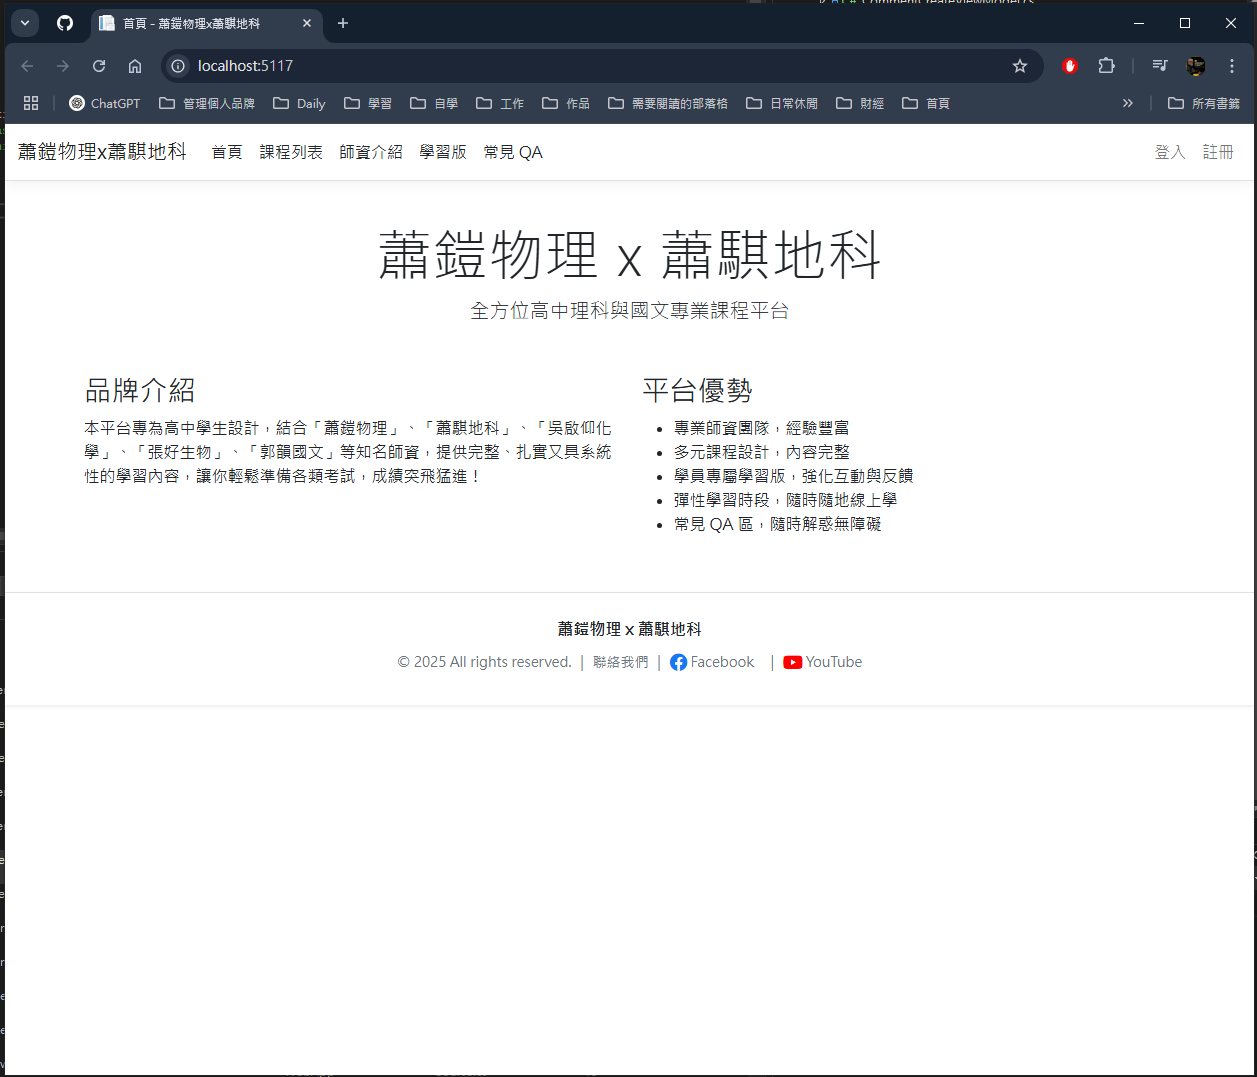 首頁 - 蕭鎧物理x蕭騏地科
localhost:5117
ChatGPT 管理個人品牌 Daily 學習 自學 工作 作品 需要閱讀的部落格 日常休閒 財經 首頁 » 所有書籤
蕭鎧物理x蕭騏地科 首頁 課程列表 師資介紹 學習版 常見 QA 登入 註冊
蕭鎧物理 x 蕭騏地科
全方位高中理科與國文專業課程平台
品牌介紹
本平台專為高中學生設計，結合「蕭鎧物理」、「蕭騏地科」、「吳啟仰化
學」、「張好生物」、「郭韻國文」等知名師資，提供完整、扎實又具系統
性的學習內容，讓你輕鬆準備各類考試，成績突飛猛進！
平台優勢
• 專業師資團隊，經驗豐富
• 多元課程設計，內容完整
• 學員專屬學習版，強化互動與反饋
• 彈性學習時段，隨時隨地線上學
• 常見 QA 區，隨時解惑無障礙
蕭鎧物理 x 蕭騏地科
© 2025 All rights reserved. | 聯絡我們 | Facebook | YouTube